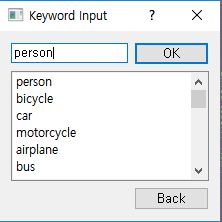 Keyword Input
person
OK
person
bicycle
car
motorcycle
airplane
bus
Back